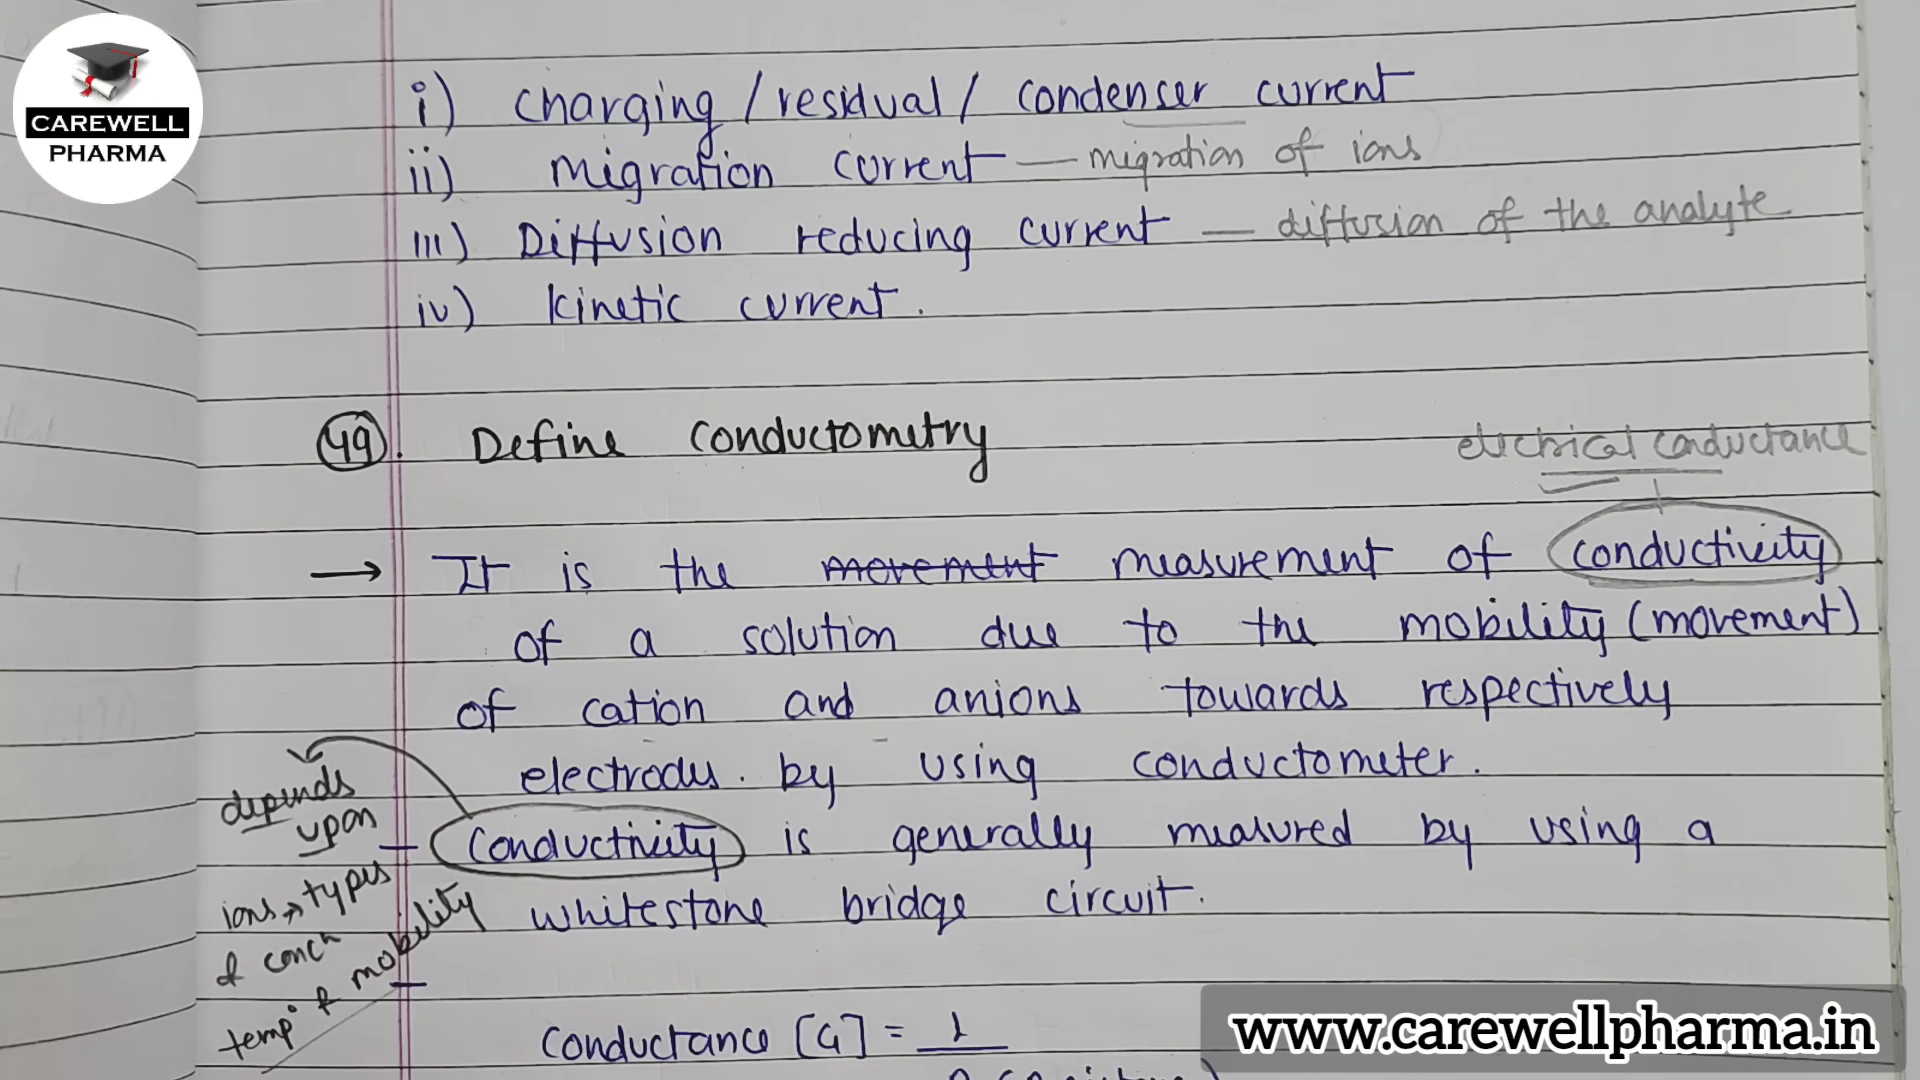 CAREWELL
PHARMA
i) charging / residual / condenser current
ii) migration current — migration of ions
iii) Diffusion reducing current — diffusion of the analyte
iv) kinetic current.
49. Define conductometry
electrical conductance
→ It is the movement measurement of conductivity
of a solution due to the mobility (movement)
of cation and anions towards respectively
electrodes. by using conductometer.
depends
upon
– Conductivity is generally measured by using a
whitestone bridge circuit.
ions → types
& concn
temp° & mobility
–
Conductance [G] = 1
www.carewellpharma.in